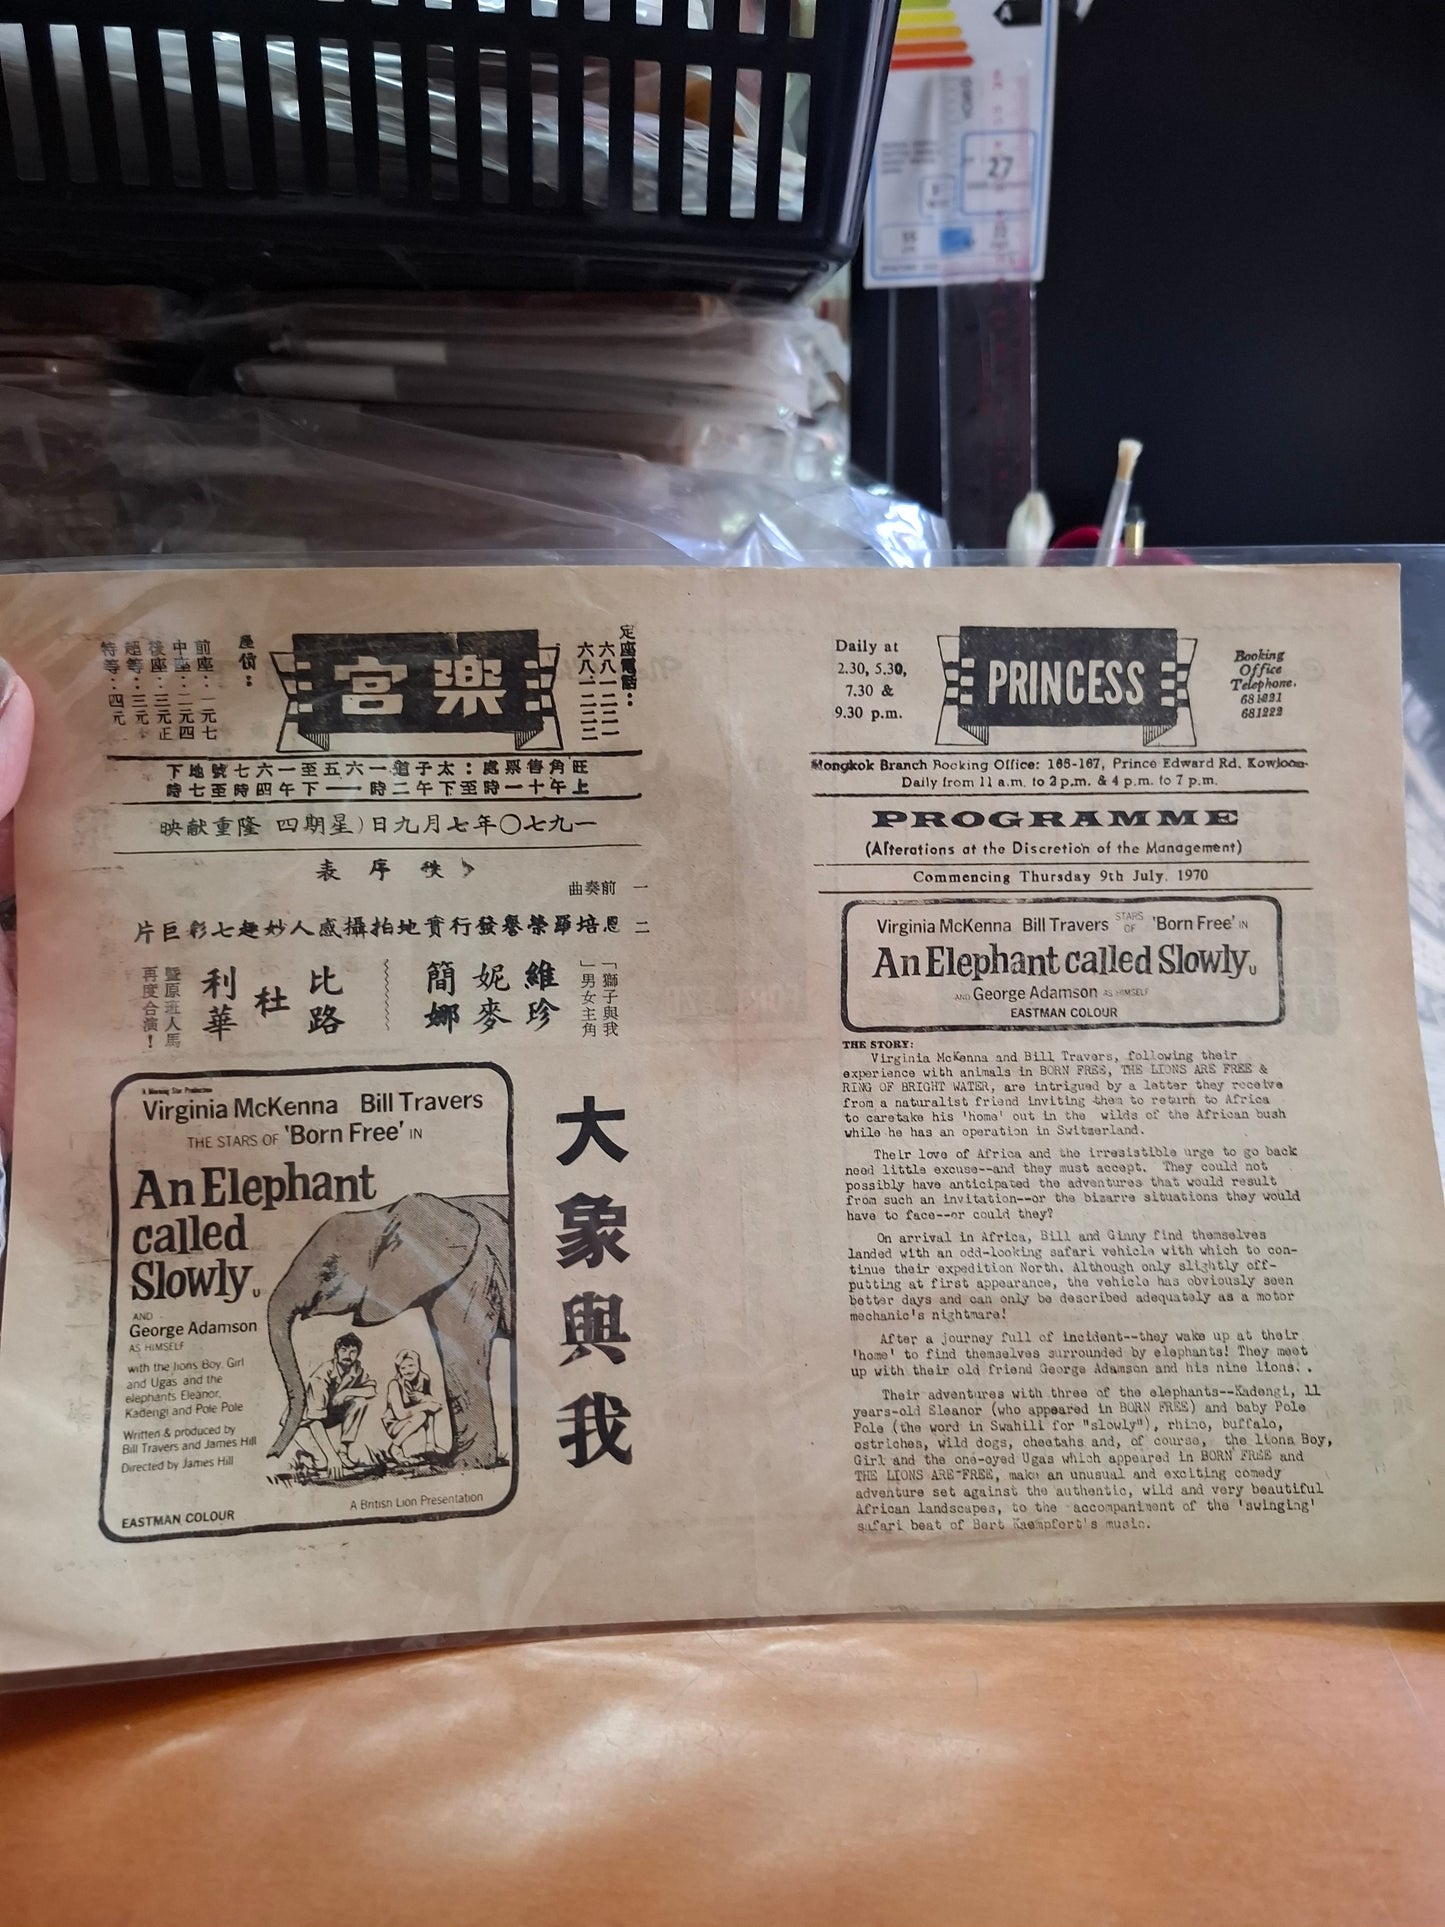 定座電話：
六八一二二一
六八一二二二
樂宮
座價：
前座：一元七
中座：二元四
後座：三元正
超等：三元
特等：四元
旺角售票處：太子道一六五至一六七號地下
上午十一時至下午二時——下午四時至七時
一九七〇年七月九日)星期四 隆重献映
秩序表
一 前奏曲
二 恩培羅榮譽發行實地拍攝感人妙趣七彩巨片
「獅子與我
」男女主角
維珍
妮麥
簡娜
比路
杜
利華
暨原班人馬
再度合演！
A Morning Star Production
Virginia McKenna Bill Travers
THE STARS OF 'Born Free' IN
An Elephant
called
Slowly U
AND
George Adamson
AS HIMSELF
with the lions Boy, Girl
and Ugas and the
elephants Eleanor,
Kadengi and Pole Pole
Written & produced by
Bill Travers and James Hill
Directed by James Hill
A British Lion Presentation
EASTMAN COLOUR
大象與我
Daily at
2.30, 5.30,
7.30 &
9.30 p.m.
PRINCESS
Booking
Office
Telephone.
681221
681222
Mongkok Branch Booking Office: 165-167, Prince Edward Rd. Kowloon
Daily from 11 a.m. to 2 p.m. & 4 p.m. to 7 p.m.
PROGRAMME
(Alterations at the Discretion of the Management)
Commencing Thursday 9th July. 1970
Virginia McKenna Bill Travers STARS OF 'Born Free' IN
An Elephant called Slowly U
AND George Adamson AS HIMSELF
EASTMAN COLOUR
THE STORY:
Virginia McKenna and Bill Travers, following their
experience with animals in BORN FREE, THE LIONS ARE FREE &
RING OF BRIGHT WATER, are intrigued by a letter they receive
from a naturalist friend inviting them to return to Africa
to caretake his 'home' out in the wilds of the African bush
while he has an operation in Switzerland.
Their love of Africa and the irresistible urge to go back
need little excuse--and they must accept. They could not
possibly have anticipated the adventures that would result
from such an invitation--or the bizarre situations they would
have to face--or could they?
On arrival in Africa, Bill and Ginny find themselves
landed with an odd-looking safari vehicle with which to con-
tinue their expedition North. Although only slightly off-
putting at first appearance, the vehicle has obviously seen
better days and can only be described adequately as a motor
mechanic's nightmare!
After a journey full of incident--they wake up at their
'home' to find themselves surrounded by elephants! They meet
up with their old friend George Adamson and his nine lions..
Their adventures with three of the elephants--Kadengi, 11
years-old Eleanor (who appeared in BORN FREE) and baby Pole
Pole (the word in Swahili for "slowly"), rhino, buffalo,
ostriches, wild dogs, cheetahs and, of course, the lions Boy,
Girl and the one-eyed Ugas which appeared in BORN FREE and
THE LIONS ARE FREE, make an unusual and exciting comedy
adventure set against the authentic, wild and very beautiful
African landscapes, to the accompaniment of the 'swinging'
safari beat of Bert Kaempfert's music.
27